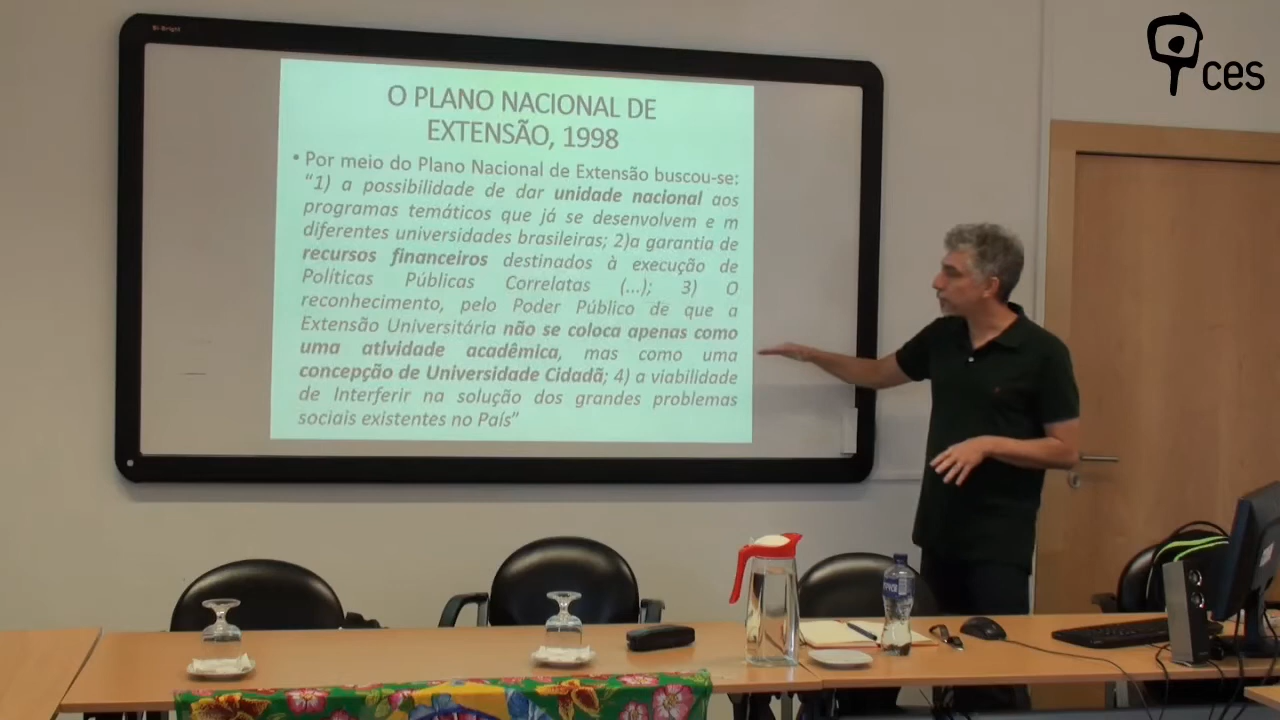 Bi-Bright
ces
O PLANO NACIONAL DE
EXTENSÃO, 1998
• Por meio do Plano Nacional de Extensão buscou-se:
“1) a possibilidade de dar unidade nacional aos
programas temáticos que já se desenvolvem e m
diferentes universidades brasileiras; 2)a garantia de
recursos financeiros destinados à execução de
Políticas Públicas Correlatas (...); 3) O
reconhecimento, pelo Poder Público de que a
Extensão Universitária não se coloca apenas como
uma atividade acadêmica, mas como uma
concepção de Universidade Cidadã; 4) a viabilidade
de Interferir na solução dos grandes problemas
sociais existentes no País”